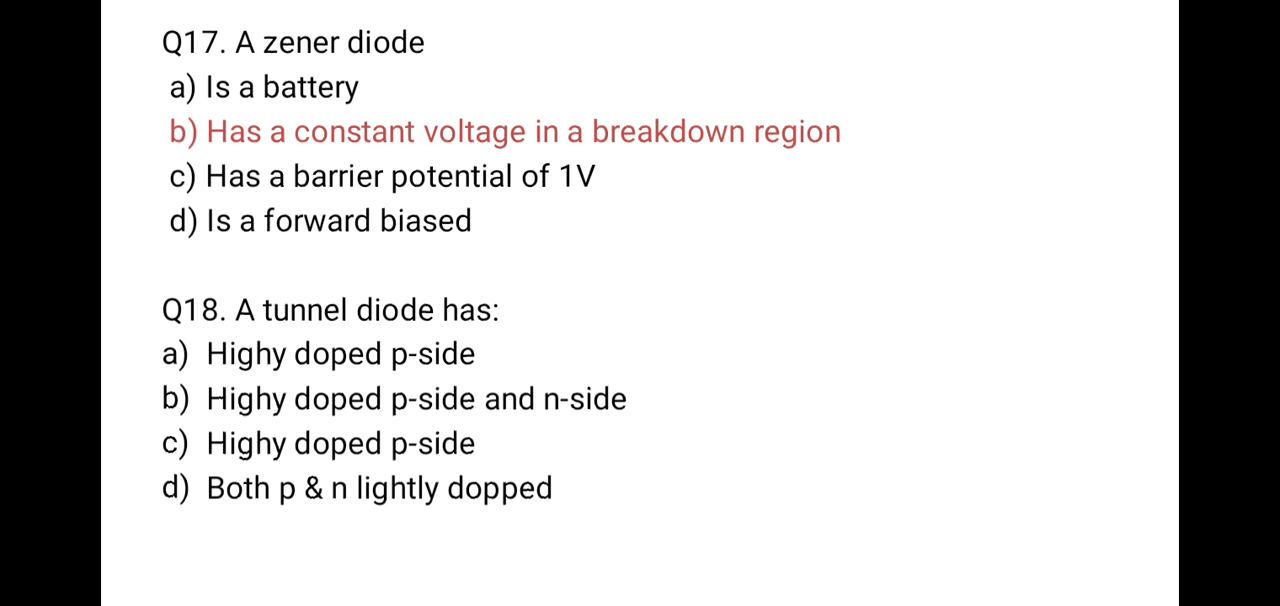 Q17. A zener diode
a) Is a battery
b) Has a constant voltage in a breakdown region
c) Has a barrier potential of 1V
d) Is a forward biased
Q18. A tunnel diode has:
a) Highy doped p-side
b) Highy doped p-side and n-side
c) Highy doped p-side
d) Both p & n lightly dopped